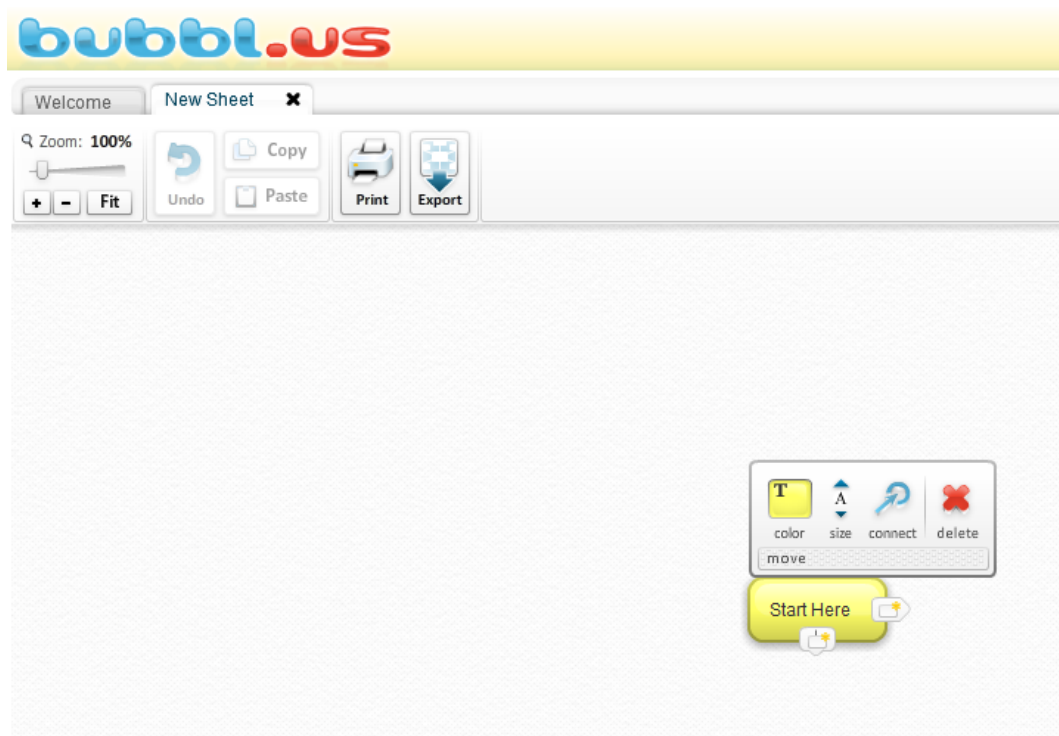 bubbl.us
Welcome
New Sheet
Zoom: 100%
+ - Fit
Undo
Copy
Paste
Print
Export
T
A
color size connect delete
move
Start Here